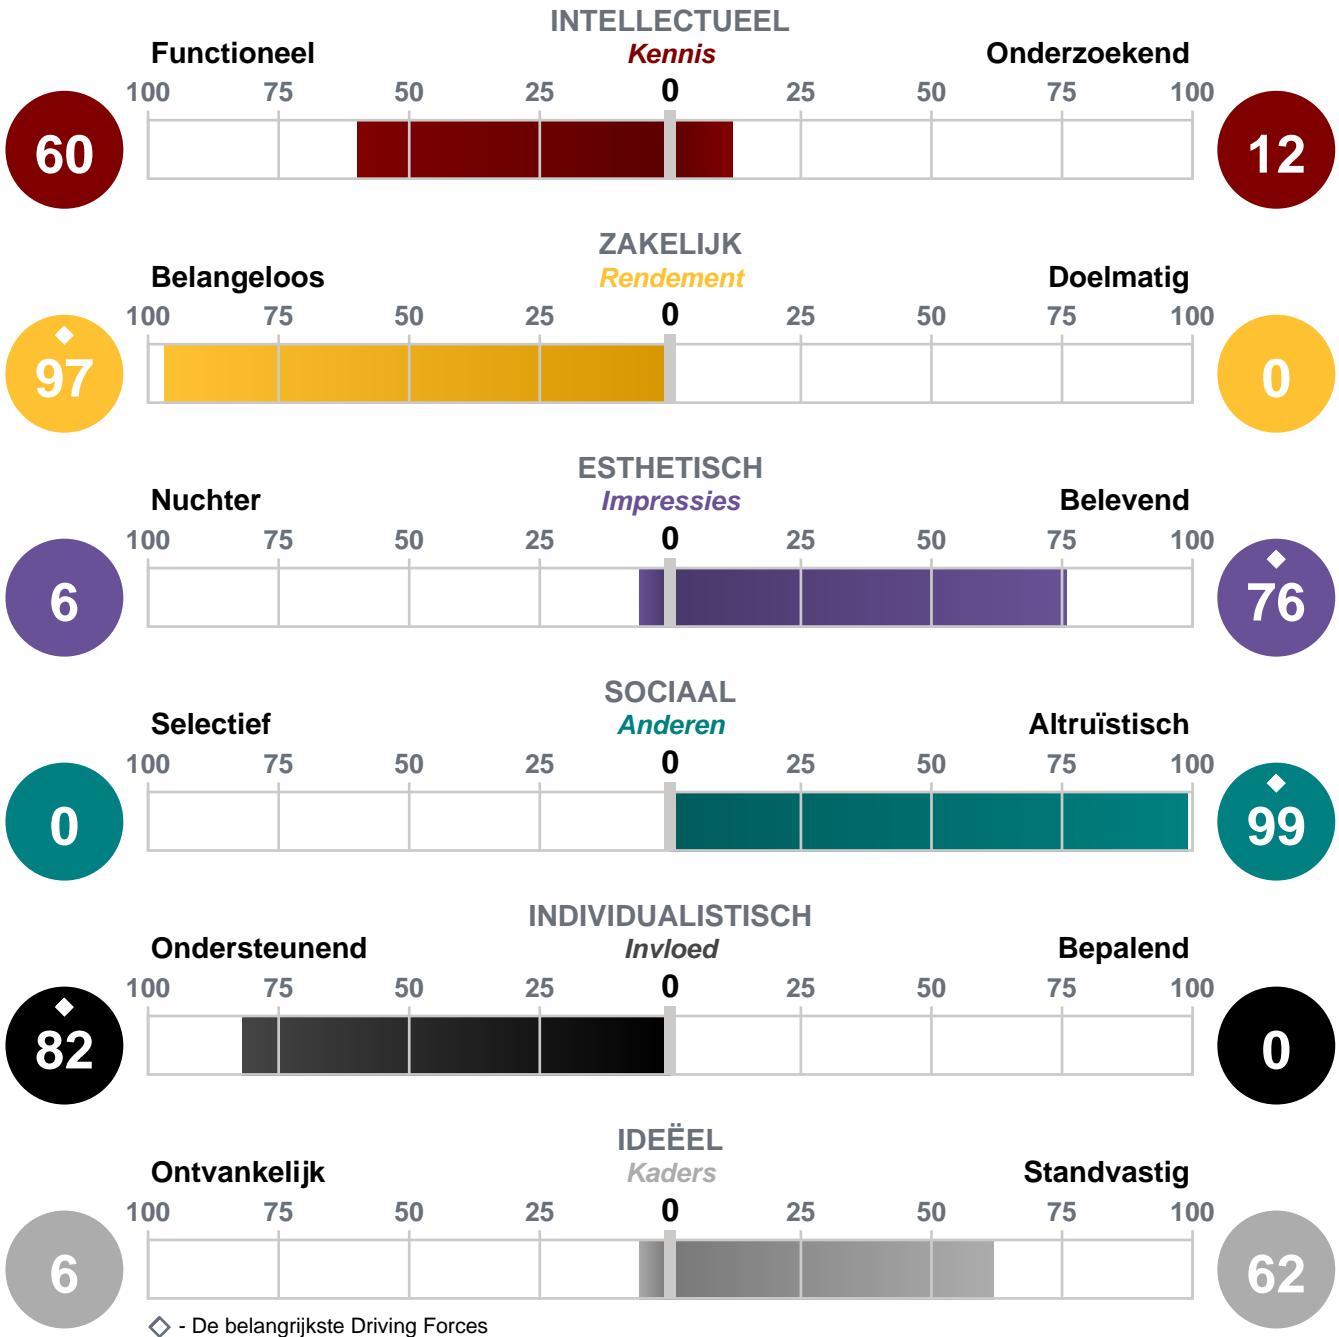 INTELLECTUEEL
Functioneel Kennis Onderzoekend
100 75 50 25 0 25 50 75 100
60 12
ZAKELIJK
Belangeloos Rendement Doelmatig
100 75 50 25 0 25 50 75 100
97 0
ESTHETISCH
Nuchter Impressies Belevend
100 75 50 25 0 25 50 75 100
6 76
SOCIAAL
Selectief Anderen Altruïstisch
100 75 50 25 0 25 50 75 100
0 99
INDIVIDUALISTISCH
Ondersteunend Invloed Bepalend
100 75 50 25 0 25 50 75 100
82 0
IDEËEL
Ontvankelijk Kaders Standvastig
100 75 50 25 0 25 50 75 100
6 62
- De belangrijkste Driving Forces